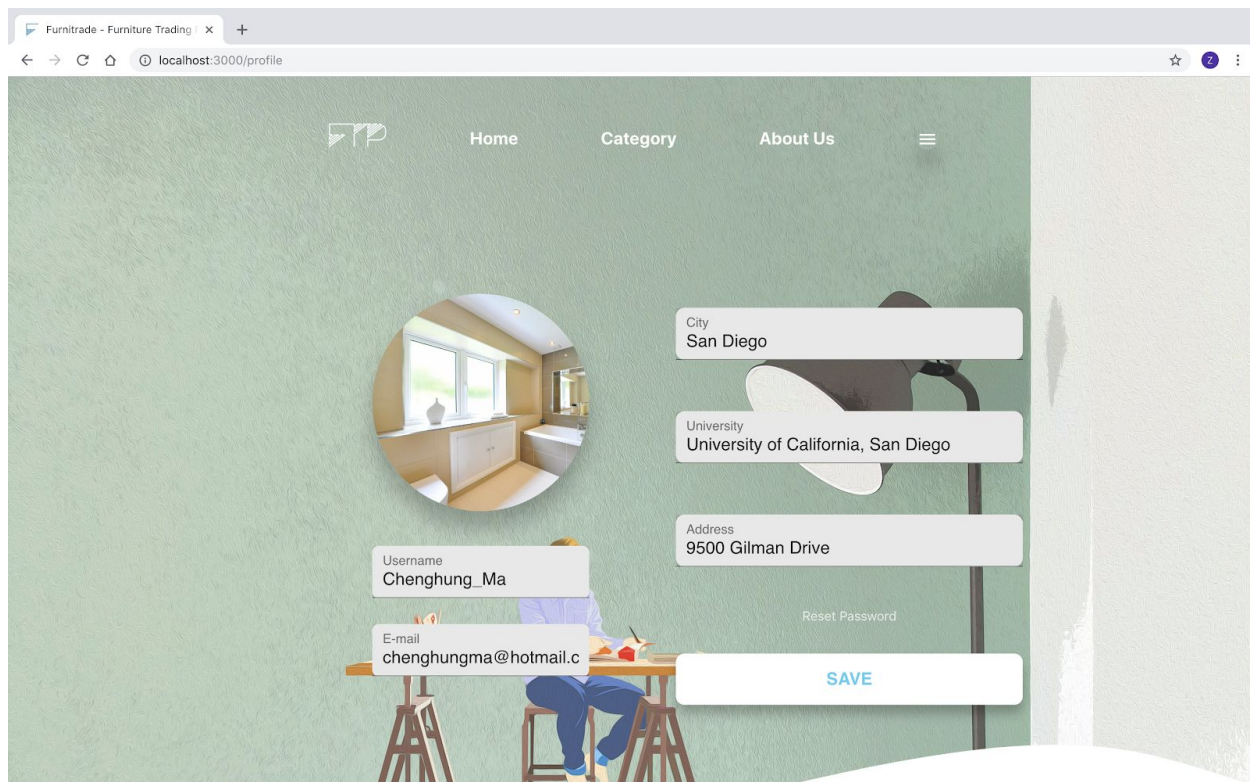 Furnitrade - Furniture Trading
localhost:3000/profile
Z
FTP
Home
Category
About Us
City
San Diego
University
University of California, San Diego
Address
9500 Gilman Drive
Username
Chenghung_Ma
E-mail
chenghungma@hotmail.c
Reset Password
SAVE